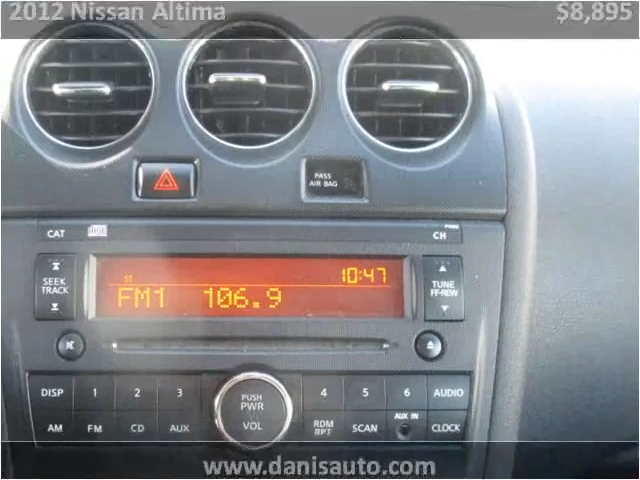 2012 Nissan Altima $8,895
PASS
AIR BAG
CAT CH
ST 10:47
SEEK
TRACK
TUNE
FF·REW
FM1 106.9
DISP 1 2 3 PUSH
PWR 4 5 6 AUDIO
AM FM CD AUX VOL RDM
RPT SCAN AUX IN CLOCK
www.danisauto.com